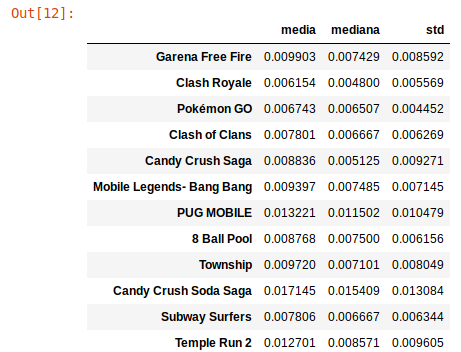 Out[12]:
media mediana std
Garena Free Fire 0.009903 0.007429 0.008592
Clash Royale 0.006154 0.004800 0.005569
Pokémon GO 0.006743 0.006507 0.004452
Clash of Clans 0.007801 0.006667 0.006269
Candy Crush Saga 0.008836 0.005125 0.009271
Mobile Legends- Bang Bang 0.009397 0.007485 0.007145
PUG MOBILE 0.013221 0.011502 0.010479
8 Ball Pool 0.008768 0.007500 0.006156
Township 0.009720 0.007101 0.008049
Candy Crush Soda Saga 0.017145 0.015409 0.013084
Subway Surfers 0.007806 0.006667 0.006344
Temple Run 2 0.012701 0.008571 0.009605